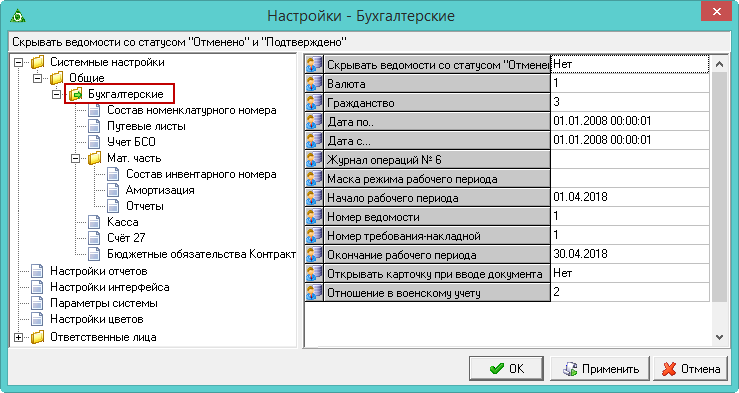 Настройки - Бухгалтерские
Скрывать ведомости со статусом "Отменено" и "Подтверждено"
Системные настройки
Общие
Бухгалтерские
Состав номенклатурного номера
Путевые листы
Учет БСО
Мат. часть
Состав инвентарного номера
Амортизация
Отчеты
Касса
Счёт 27
Бюджетные обязательства Контракт
Настройки отчетов
Настройки интерфейса
Параметры системы
Настройки цветов
Ответственные лица
Скрывать ведомости со статусом "Отменен Нет
Валюта 1
Гражданство 3
Дата по.. 01.01.2008 00:00:01
Дата с... 01.01.2008 00:00:01
Журнал операций № 6
Маска режима рабочего периода
Начало рабочего периода 01.04.2018
Номер ведомости 1
Номер требования-накладной 1
Окончание рабочего периода 30.04.2018
Открывать карточку при вводе документа Нет
Отношение в военскому учету 2
OK Применить Отмена